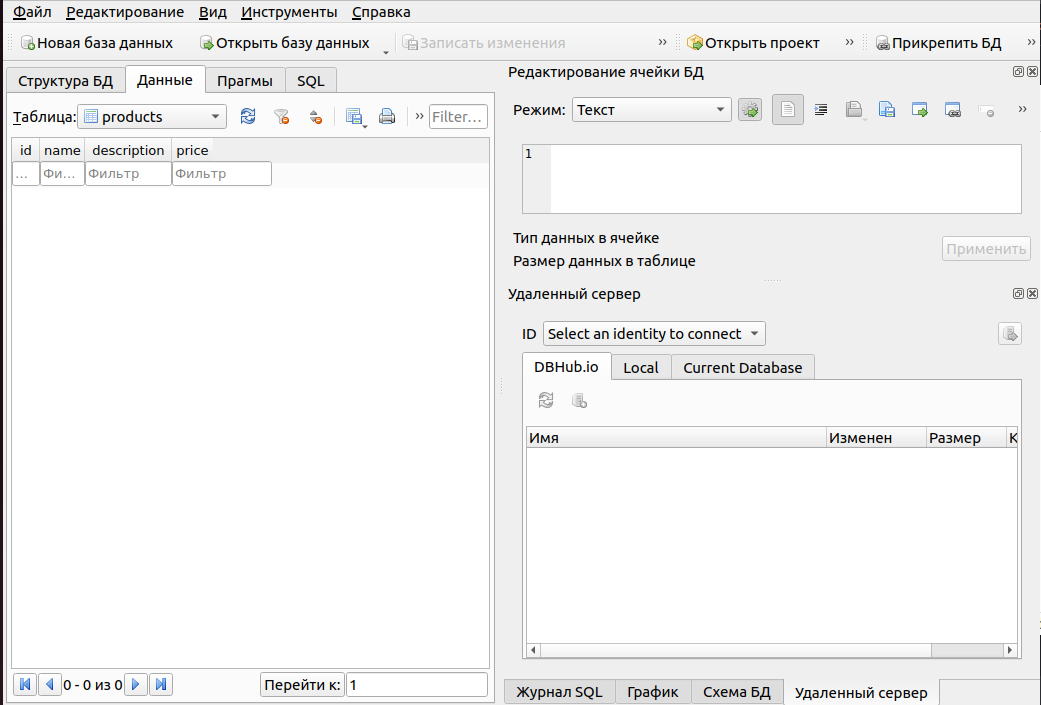 Файл Редактирование Вид Инструменты Справка
Новая база данных Открыть базу данных Записать изменения » Открыть проект » Прикрепить БД »
Структура БД Данные Прагмы SQL
Таблица: products » Filter...
id name description price
... Фи... Фильтр Фильтр
0 - 0 из 0 Перейти к: 1
Редактирование ячейки БД
Режим: Текст »
1
Тип данных в ячейке
Размер данных в таблице
Применить
Удаленный сервер
ID Select an identity to connect
DBHub.io Local Current Database
Имя Изменен Размер К
Журнал SQL График Схема БД Удаленный сервер